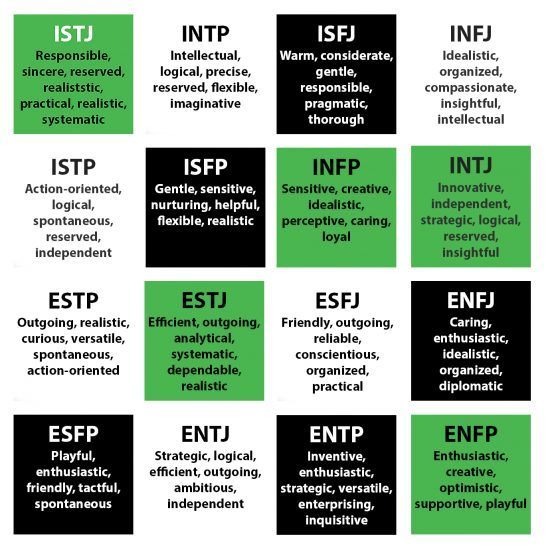 ISTJ
Responsible,
sincere, reserved,
realiststic,
practical, realistic,
systematic
INTP
Intellectual,
logical, precise,
reserved, flexible,
imaginative
ISFJ
Warm, considerate,
gentle,
responsible,
pragmatic,
thorough
INFJ
Idealistic,
organized,
compassionate,
insightful,
intellectual
ISTP
Action-oriented,
logical,
spontaneous,
reserved,
independent
ISFP
Gentle, sensitive,
nurturing, helpful,
flexible, realistic
INFP
Sensitive, creative,
idealistic,
perceptive, caring,
loyal
INTJ
Innovative,
independent,
strategic, logical,
reserved,
insightful
ESTP
Outgoing, realistic,
curious, versatile,
spontaneous,
action-oriented
ESTJ
Efficient, outgoing,
analytical,
systematic,
dependable,
realistic
ESFJ
Friendly, outgoing,
reliable,
conscientious,
organized,
practical
ENFJ
Caring,
enthusiastic,
idealistic,
organized,
diplomatic
ESFP
Playful,
enthusiastic,
friendly, tactful,
spontaneous
ENTJ
Strategic, logical,
efficient, outgoing,
ambitious,
independent
ENTP
Inventive,
enthusiastic,
strategic, versatile,
enterprising,
inquisitive
ENFP
Enthusiastic,
creative,
optimistic,
supportive, playful